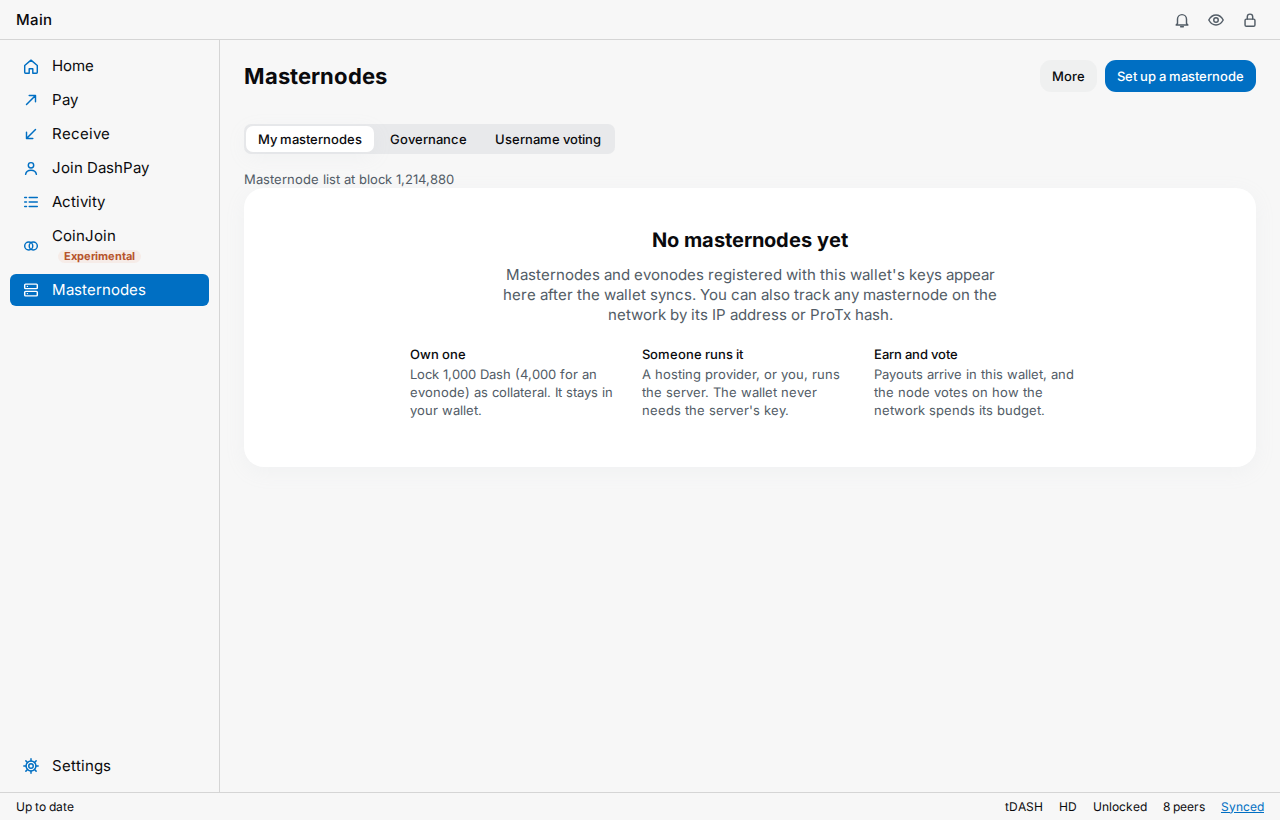 Main
Home
Pay
Receive
Join DashPay
Activity
CoinJoin
Experimental
Masternodes
Settings
Masternodes
More
Set up a masternode
My masternodes
Governance
Username voting
Masternode list at block 1,214,880
No masternodes yet
Masternodes and evonodes registered with this wallet's keys appear
here after the wallet syncs. You can also track any masternode on the
network by its IP address or ProTx hash.
Own one
Lock 1,000 Dash (4,000 for an
evonode) as collateral. It stays in
your wallet.
Someone runs it
A hosting provider, or you, runs
the server. The wallet never
needs the server's key.
Earn and vote
Payouts arrive in this wallet, and
the node votes on how the
network spends its budget.
Up to date
tDASH
HD
Unlocked
8 peers
Synced